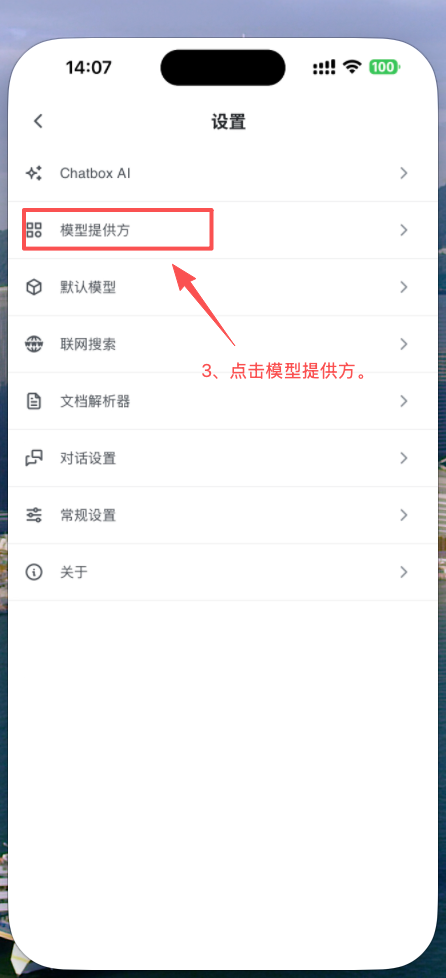 14:07
100
设置
Chatbox AI
模型提供方
默认模型
联网搜索
3、点击模型提供方。
文档解析器
对话设置
常规设置
关于